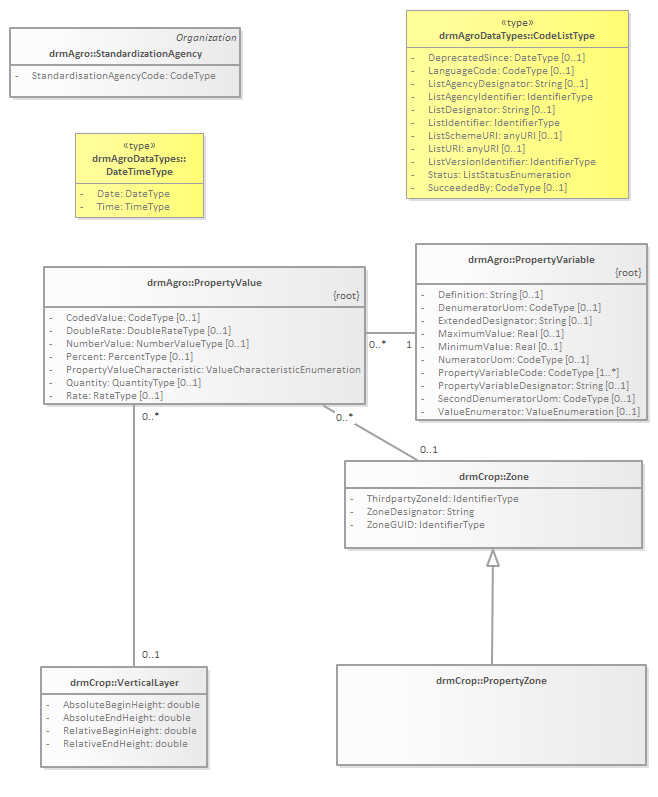 Organization
drmAgro::StandardizationAgency
- StandardisationAgencyCode: CodeType
«type»
drmAgroDataTypes::CodeListType
- DeprecatedSince: DateType [0..1]
- LanguageCode: CodeType [0..1]
- ListAgencyDesignator: String [0..1]
- ListAgencyIdentifier: IdentifierType
- ListDesignator: String [0..1]
- ListIdentifier: IdentifierType
- ListSchemeURI: anyURI [0..1]
- ListURI: anyURI [0..1]
- ListVersionIdentifier: IdentifierType
- Status: ListStatusEnumeration
- SucceededBy: CodeType [0..1]
«type»
drmAgroDataTypes::
DateTimeType
- Date: DateType
- Time: TimeType
drmAgro::PropertyValue
{root}
- CodedValue: CodeType [0..1]
- DoubleRate: DoubleRateType [0..1]
- NumberValue: NumberValueType [0..1]
- Percent: PercentType [0..1]
- PropertyValueCharacteristic: ValueCharacteristicEnumeration
- Quantity: QuantityType [0..1]
- Rate: RateType [0..1]
drmAgro::PropertyVariable
{root}
- Definition: String [0..1]
- DenumeratorUom: CodeType [0..1]
- ExtendedDesignator: String [0..1]
- MaximumValue: Real [0..1]
- MinimumValue: Real [0..1]
- NumeratorUom: CodeType [0..1]
- PropertyVariableCode: CodeType [1..*]
- PropertyVariableDesignator: String [0..1]
- SecondDenumeratorUom: CodeType [0..1]
- ValueEnumerator: ValueEnumeration [0..1]
0..* 1
0..* 0..*
0..1
drmCrop::Zone
- ThirdpartyZoneId: IdentifierType
- ZoneDesignator: String
- ZoneGUID: IdentifierType
0..1
drmCrop::VerticalLayer
- AbsoluteBeginHeight: double
- AbsoluteEndHeight: double
- RelativeBeginHeight: double
- RelativeEndHeight: double
drmCrop::PropertyZone